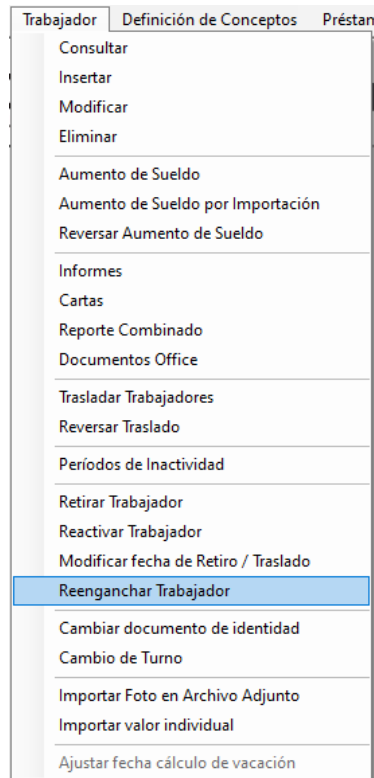 Trabajador Definición de Conceptos
Consultar
Insertar
Modificar
Eliminar
Aumento de Sueldo
Aumento de Sueldo por Importación
Reversar Aumento de Sueldo
Informes
Cartas
Reporte Combinado
Documentos Office
Trasladar Trabajadores
Reversar Traslado
Períodos de Inactividad
Retirar Trabajador
Reactivar Trabajador
Modificar fecha de Retiro / Traslado
Reenganchar Trabajador
Cambiar documento de identidad
Cambio de Turno
Importar Foto en Archivo Adjunto
Importar valor individual
Ajustar fecha cálculo de vacación